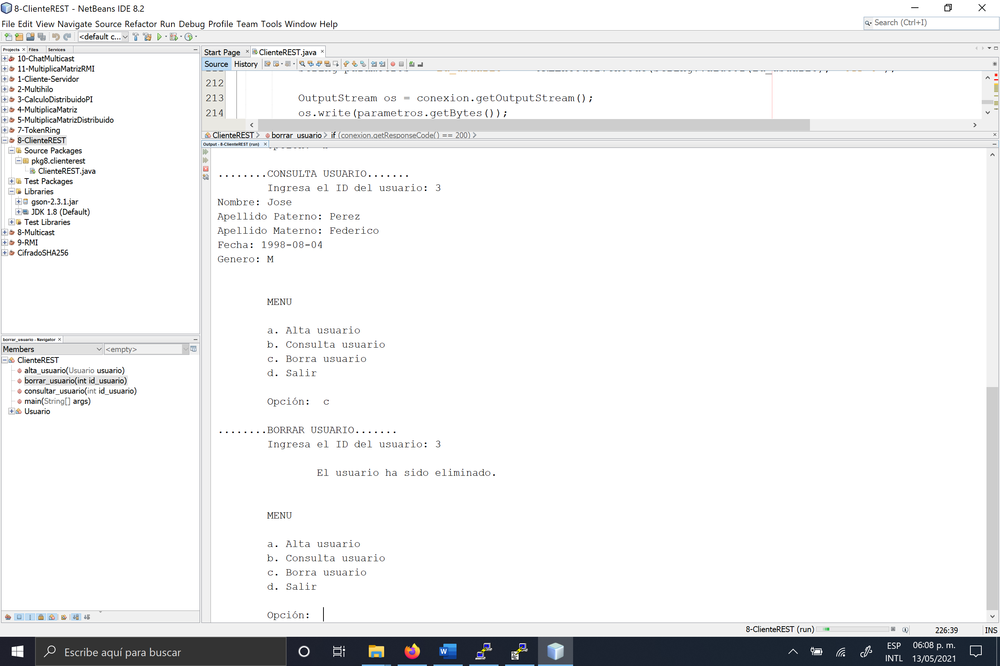 8-ClienteREST - NetBeans IDE 8.2
File Edit View Navigate Source Refactor Run Debug Profile Team Tools Window Help
Search (Ctrl+I)
<default c...
Projects Files Services
10-ChatMulticast
11-MultiplicaMatrizRMI
1-Cliente-Servidor
2-Multihilo
3-CalculoDistribuidoPI
4-MultiplicaMatriz
5-MultiplicaMatrizDistribuido
7-TokenRing
8-ClienteREST
Source Packages
pkg8.clienterest
ClienteREST.java
Test Packages
Libraries
gson-2.3.1.jar
JDK 1.8 (Default)
Test Libraries
8-Multicast
9-RMI
CifradoSHA256
borrar_usuario - Navigator
Members <empty>
ClienteREST
alta_usuario(Usuario usuario)
borrar_usuario(int id_usuario)
consultar_usuario(int id_usuario)
main(String[] args)
Usuario
Start Page ClienteREST.java
Source History
212
213 OutputStream os = conexion.getOutputStream();
214 os.write(parametros.getBytes());
ClienteREST borrar_usuario if (conexion.getResponseCode() == 200)
Output - 8-ClienteREST (run)
........CONSULTA USUARIO.......
Ingresa el ID del usuario: 3
Nombre: Jose
Apellido Paterno: Perez
Apellido Materno: Federico
Fecha: 1998-08-04
Genero: M
MENU
a. Alta usuario
b. Consulta usuario
c. Borra usuario
d. Salir
Opción: c
........BORRAR USUARIO.......
Ingresa el ID del usuario: 3
El usuario ha sido eliminado.
MENU
a. Alta usuario
b. Consulta usuario
c. Borra usuario
d. Salir
Opción:
8-ClienteREST (run) 226:39 INS
Escribe aquí para buscar
ESP
INTL
06:08 p. m.
13/05/2021